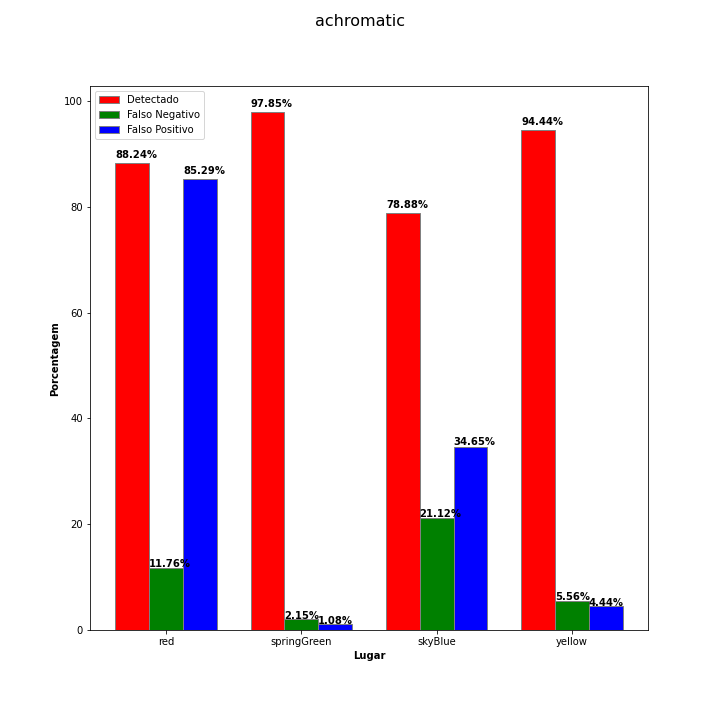 achromatic
Detectado
Falso Negativo
Falso Positivo
100
80
60
40
20
0
Porcentagem
88.24%
11.76%
85.29%
97.85%
2.15%
1.08%
78.88%
21.12%
34.65%
94.44%
5.56%
4.44%
red
springGreen
skyBlue
yellow
Lugar